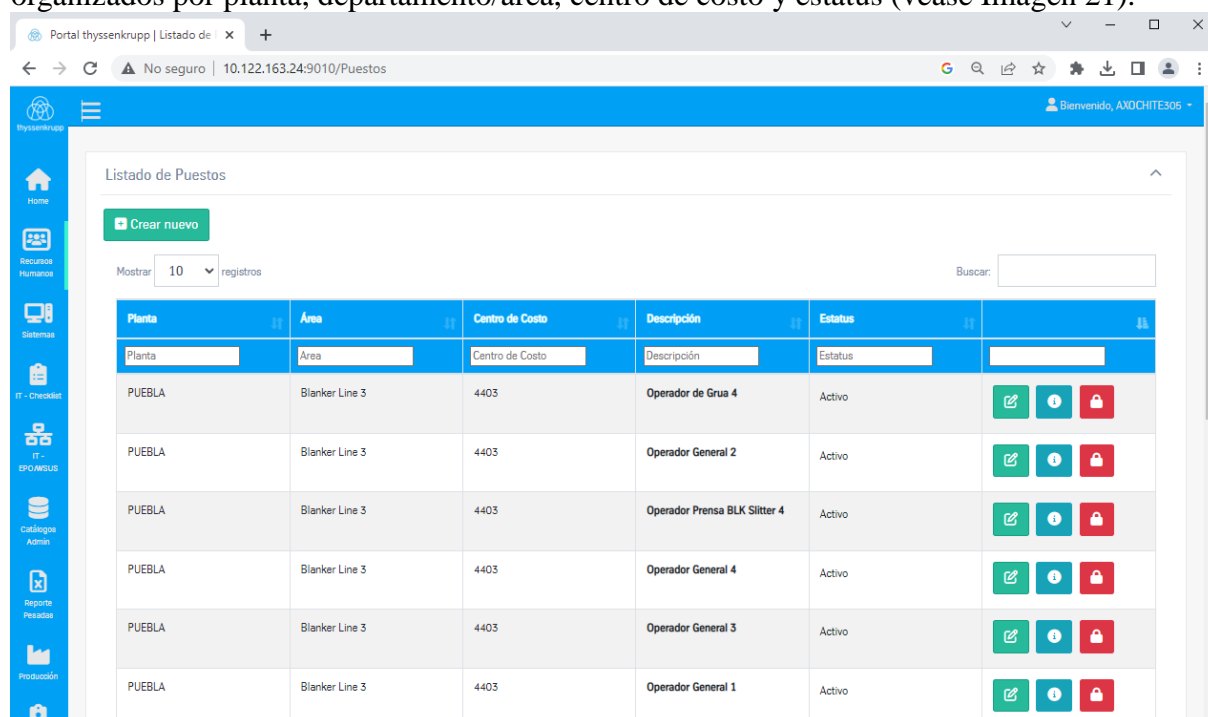 organizados por planta, departamento/área, centro de costo y estatus (véase Imagen 21).
Portal thyssenkrupp | Listado de
No seguro | 10.122.163.24:9010/Puestos
thyssenkrupp
Bienvenido, AXOCHITE305
Home
Recursos
Humanos
Sistemas
IT - Checklist
IT -
EPO/WSUS
Catálogos
Admin
Reporte
Pesadas
Producción
Listado de Puestos
Crear nuevo
Mostrar 10 registros
Buscar:
Planta Área Centro de Costo Descripción Estatus
Planta Area Centro de Costo Descripción Estatus
PUEBLA Blanker Line 3 4403 Operador de Grua 4 Activo
PUEBLA Blanker Line 3 4403 Operador General 2 Activo
PUEBLA Blanker Line 3 4403 Operador Prensa BLK Slitter 4 Activo
PUEBLA Blanker Line 3 4403 Operador General 4 Activo
PUEBLA Blanker Line 3 4403 Operador General 3 Activo
PUEBLA Blanker Line 3 4403 Operador General 1 Activo